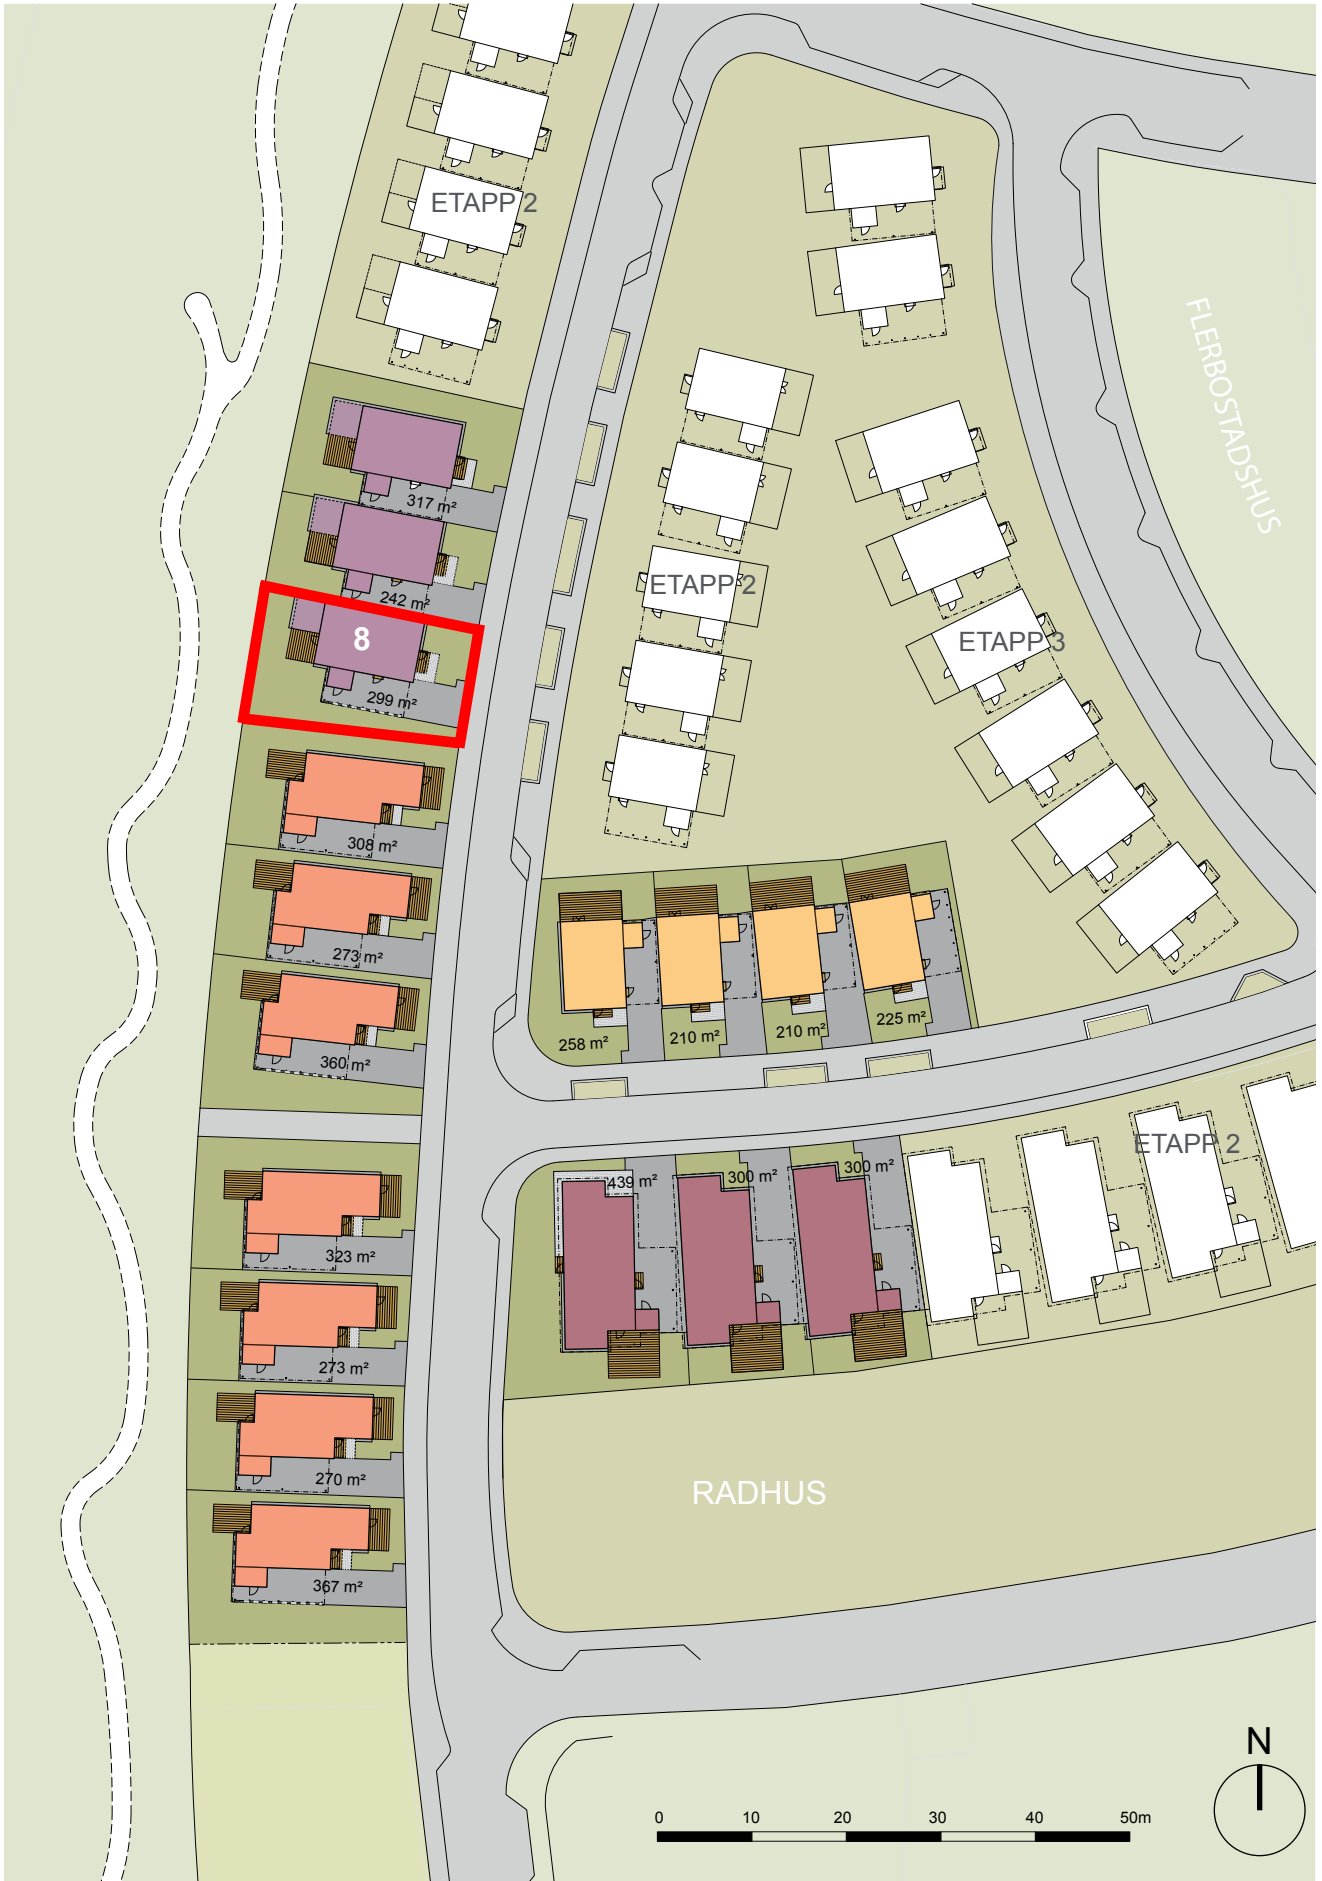 ETAPP 2
FLERBOSTADSHUS
317 m²
242 m²
8
299 m²
ETAPP 2
ETAPP 3
308 m²
273 m²
360 m²
258 m²
210 m²
210 m²
225 m²
ETAPP 2
439 m²
300 m²
300 m²
323 m²
273 m²
270 m²
367 m²
RADHUS
N
0 10 20 30 40 50m